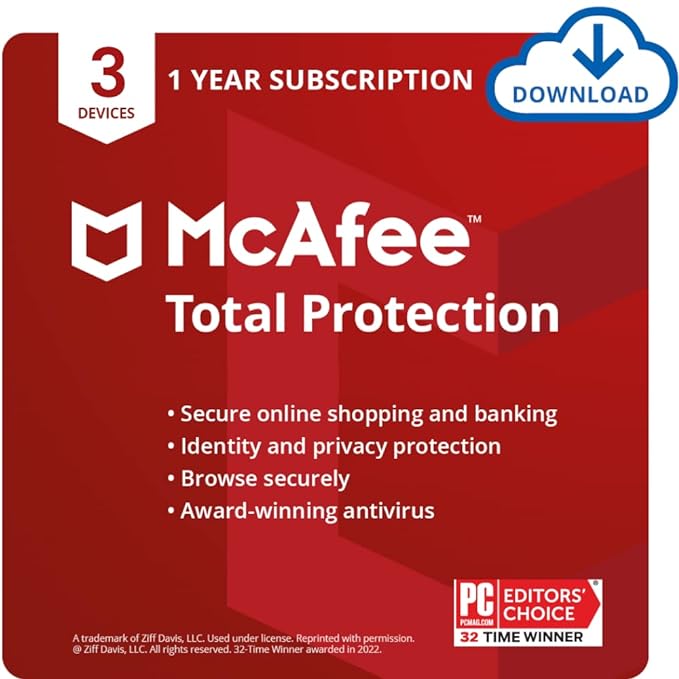 3
DEVICES
1 YEAR SUBSCRIPTION
DOWNLOAD
McAfee™
Total Protection
• Secure online shopping and banking
• Identity and privacy protection
• Browse securely
• Award-winning antivirus
PC
PCMAG.COM
EDITORS'
CHOICE
®
32 TIME WINNER
A trademark of Ziff Davis, LLC. Used under license. Reprinted with permission.
@ Ziff Davis, LLC. All rights reserved. 32-Time Winner awarded in 2022.